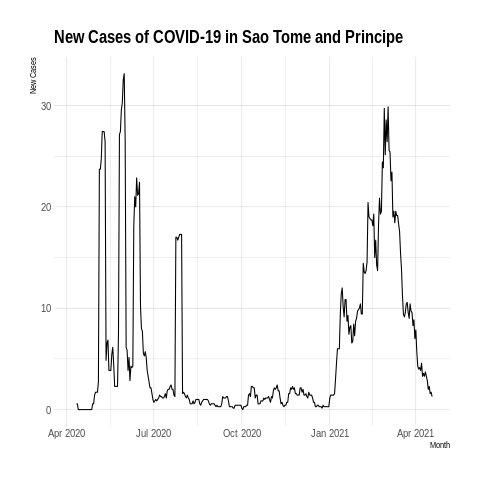 New Cases of COVID-19 in Sao Tome and Principe
New Cases
30
20
10
0
Apr 2020 Jul 2020 Oct 2020 Jan 2021 Apr 2021
Month